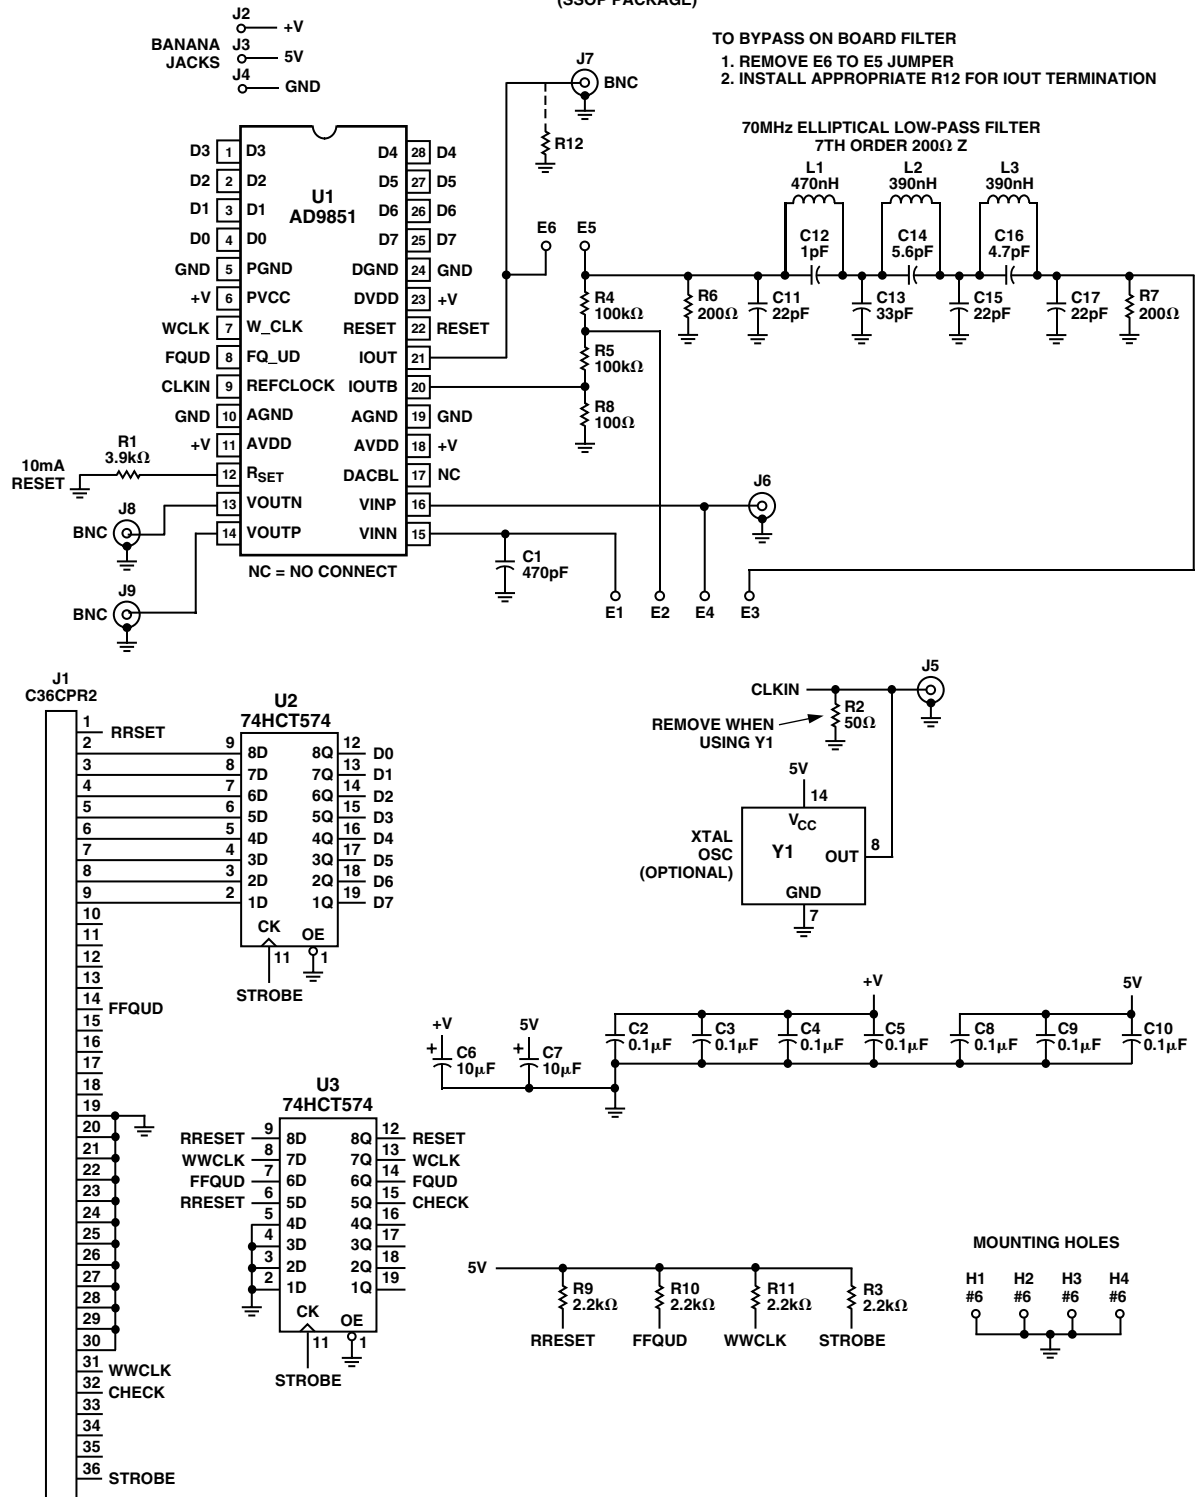 (SSOP PACKAGE)
J2
+V
BANANA JACKS
J3
5V
J4
GND
J7
BNC
R12
TO BYPASS ON BOARD FILTER
1. REMOVE E6 TO E5 JUMPER
2. INSTALL APPROPRIATE R12 FOR IOUT TERMINATION
70MHz ELLIPTICAL LOW-PASS FILTER
7TH ORDER 200Ω Z
L1
470nH
L2
390nH
L3
390nH
C12
1pF
C14
5.6pF
C16
4.7pF
U1
AD9851
D3 1 D3
D2 2 D2
D1 3 D1
D0 4 D0
GND 5 PGND
+V 6 PVCC
WCLK 7 W_CLK
FQUD 8 FQ_UD
CLKIN 9 REFCLOCK
GND 10 AGND
+V 11 AVDD
12 RSET
13 VOUTN
14 VOUTP
D4 28 D4
D5 27 D5
D6 26 D6
D7 25 D7
DGND 24 GND
DVDD 23 +V
RESET 22 RESET
IOUT 21
IOUTB 20
AGND 19 GND
AVDD 18 +V
DACBL 17 NC
VINP 16
VINN 15
NC = NO CONNECT
R1
3.9kΩ
10mA
RESET
J8
BNC
J9
BNC
E6
E5
R4
100kΩ
R5
100kΩ
R8
100Ω
R6
200Ω
C11
22pF
C13
33pF
C15
22pF
C17
22pF
R7
200Ω
J6
C1
470pF
E1
E2
E4
E3
J1
C36CPR2
1
RRSET
2
3
4
5
6
7
8
9
10
11
12
13
14
FFQUD
15
16
17
18
19
20
21
22
23
24
25
26
27
28
29
30
31
WWCLK
32
CHECK
33
34
35
36
STROBE
U2
74HCT574
9 8D 8Q 12 D0
8 7D 7Q 13 D1
7 6D 6Q 14 D2
6 5D 5Q 15 D3
5 4D 4Q 16 D4
4 3D 3Q 17 D5
3 2D 2Q 18 D6
2 1D 1Q 19 D7
CK
OE
11
1
STROBE
CLKIN
J5
R2
50Ω
REMOVE WHEN
USING Y1
5V
14
VCC
XTAL
OSC
(OPTIONAL)
Y1
OUT
8
GND
7
+V
+
C6
10µF
5V
+
C7
10µF
+V
5V
C2
0.1µF
C3
0.1µF
C4
0.1µF
C5
0.1µF
C8
0.1µF
C9
0.1µF
C10
0.1µF
U3
74HCT574
RRESET 9 8D 8Q 12 RESET
WWCLK 8 7D 7Q 13 WCLK
FFQUD 7 6D 6Q 14 FQUD
RRESET 6 5D 5Q 15 CHECK
5 4D 4Q 16
4 3D 3Q 17
3 2D 2Q 18
2 1D 1Q 19
CK
OE
11
1
STROBE
5V
R9
2.2kΩ
R10
2.2kΩ
R11
2.2kΩ
R3
2.2kΩ
RRESET
FFQUD
WWCLK
STROBE
MOUNTING HOLES
H1
#6
H2
#6
H3
#6
H4
#6